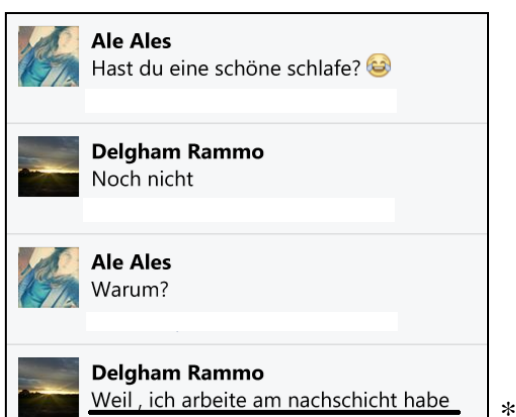 Ale Ales
Hast du eine schöne schlafe? 😂
Delgham Rammo
Noch nicht
Ale Ales
Warum?
Delgham Rammo
Weil , ich arbeite am nachschicht habe
*